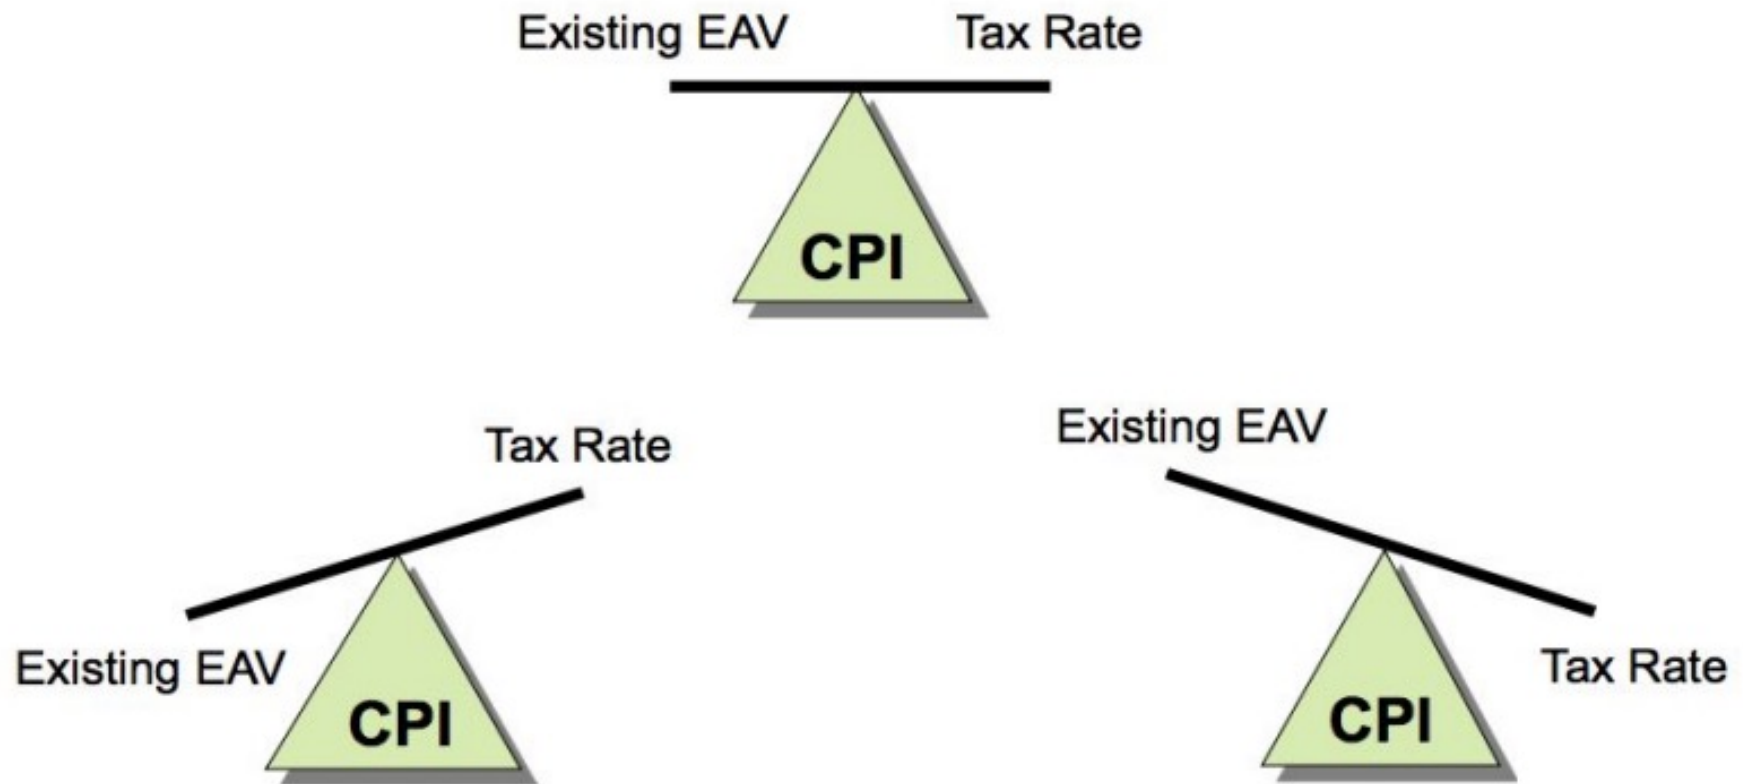 Existing EAV
Tax Rate
CPI
Tax Rate
Existing EAV
CPI
Existing EAV
Tax Rate
CPI